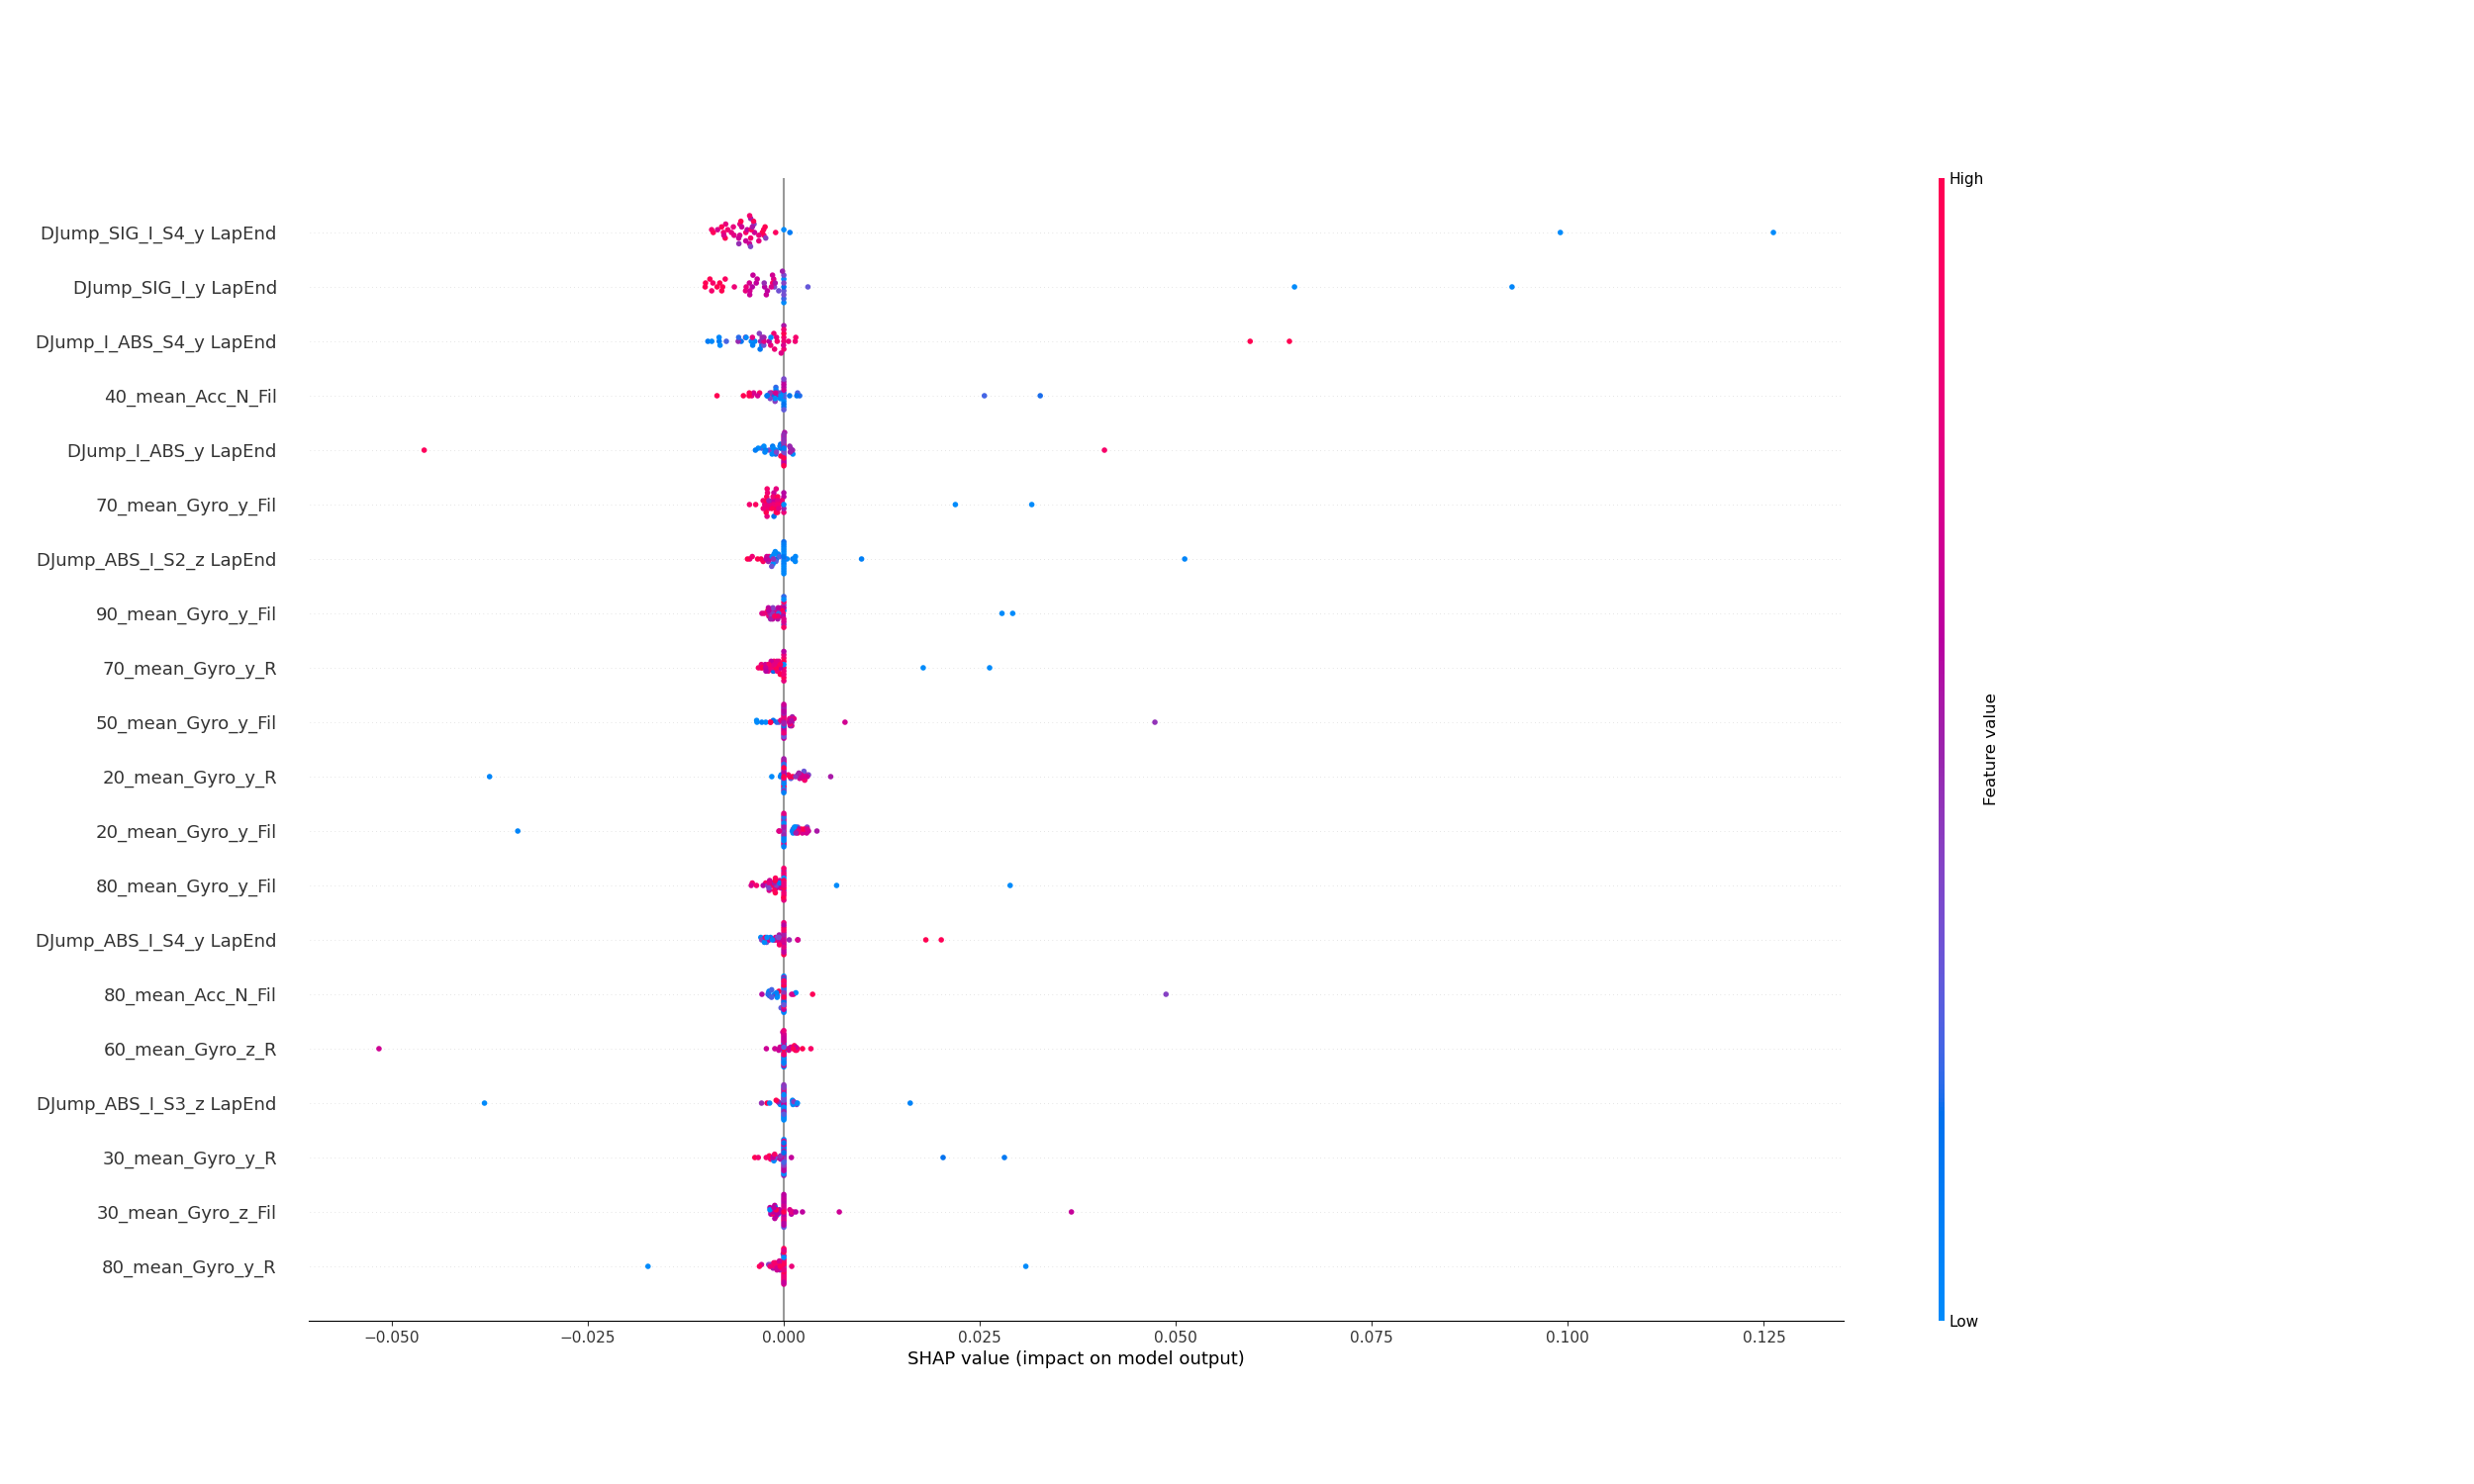 High
DJump_SIG_I_S4_y LapEnd
DJump_SIG_I_y LapEnd
DJump_I_ABS_S4_y LapEnd
40_mean_Acc_N_Fil
DJump_I_ABS_y LapEnd
70_mean_Gyro_y_Fil
DJump_ABS_I_S2_z LapEnd
90_mean_Gyro_y_Fil
70_mean_Gyro_y_R
50_mean_Gyro_y_Fil
20_mean_Gyro_y_R
20_mean_Gyro_y_Fil
80_mean_Gyro_y_Fil
DJump_ABS_I_S4_y LapEnd
80_mean_Acc_N_Fil
60_mean_Gyro_z_R
DJump_ABS_I_S3_z LapEnd
30_mean_Gyro_y_R
30_mean_Gyro_z_Fil
80_mean_Gyro_y_R
Feature value
Low
−0.050 −0.025 0.000 0.025 0.050 0.075 0.100 0.125
SHAP value (impact on model output)